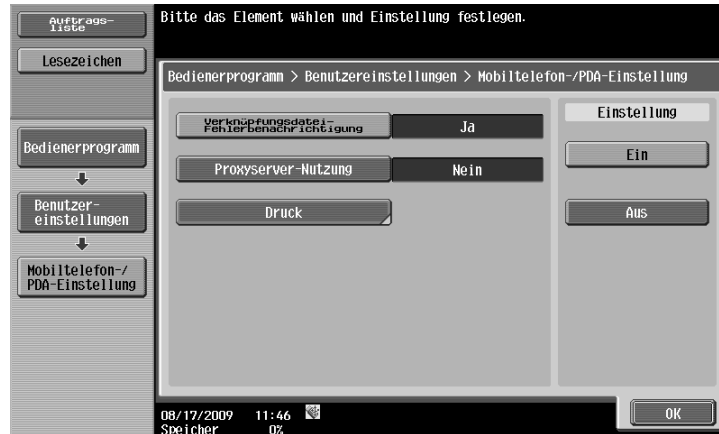 Auftrags-
liste
Lesezeichen
Bedienerprogramm
Benutzer-
einstellungen
Mobiltelefon-/
PDA-Einstellung
Bitte das Element wählen und Einstellung festlegen.
Bedienerprogramm > Benutzereinstellungen > Mobiltelefon-/PDA-Einstellung
Verknüpfungsdatei-
Fehlerbenachrichtigung
Ja
Proxyserver-Nutzung
Nein
Druck
Einstellung
Ein
Aus
08/17/2009 11:46
Speicher 0%
OK